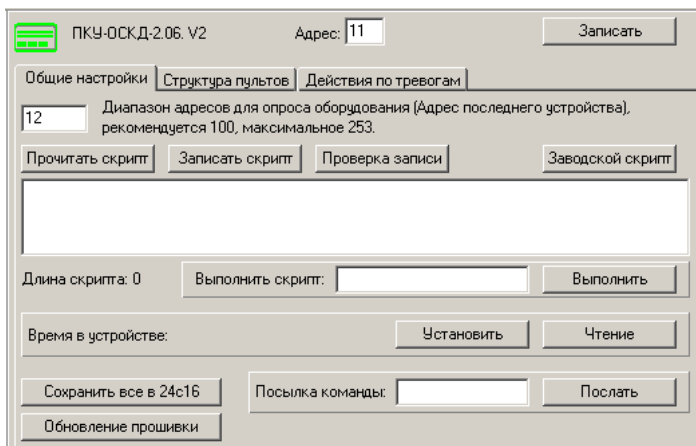 ПКУ-ОСКД-2.06. V2 Адрес: 11 Записать
Общие настройки Структура пультов Действия по тревогам
12 Диапазон адресов для опроса оборудования (Адрес последнего устройства),
рекомендуется 100, максимальное 253.
Прочитать скрипт Записать скрипт Проверка записи Заводской скрипт
Длина скрипта: 0 Выполнить скрипт: Выполнить
Время в устройстве: Установить Чтение
Сохранить все в 24с16 Посылка команды: Послать
Обновление прошивки